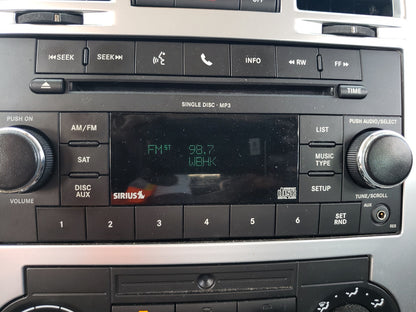 OFF
SEEK SEEK INFO RW FF
SINGLE DISC · MP3 TIME
PUSH ON PUSH AUDIO/SELECT
AM/FM LIST
FM ST 98.7
WBHK
SAT MUSIC TYPE
DISC AUX SETUP
SIRIUS
VOLUME TUNE/SCROLL
AUX
1 2 3 4 5 6 SET RND